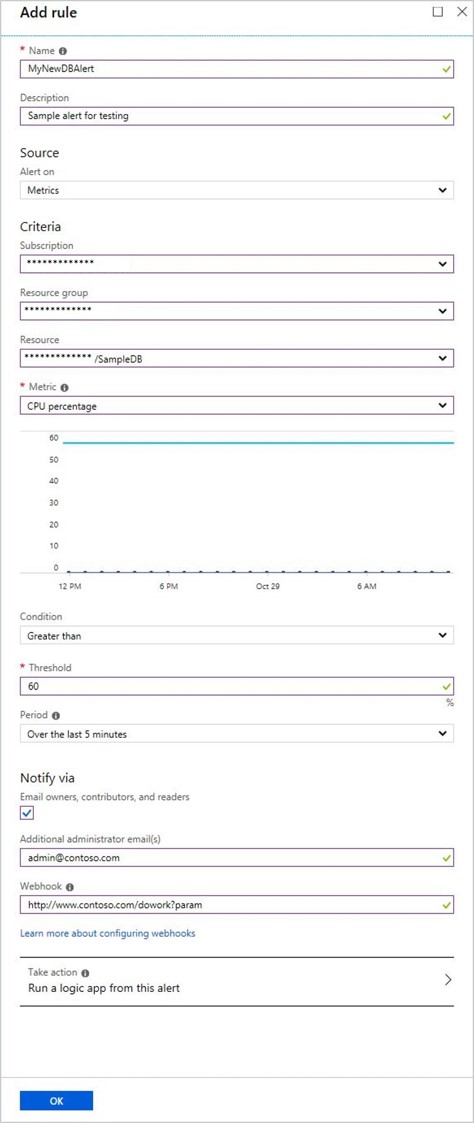 Add rule
* Name
MyNewDBAlert
Description
Sample alert for testing
Source
Alert on
Metrics
Criteria
Subscription
*************
Resource group
*************
Resource
************* /SampleDB
* Metric
CPU percentage
60
50
40
30
20
10
0
12 PM 6 PM Oct 29 6 AM
Condition
Greater than
* Threshold
60
%
Period
Over the last 5 minutes
Notify via
Email owners, contributors, and readers
Additional administrator email(s)
admin@contoso.com
Webhook
http://www.contoso.com/dowork?param
Learn more about configuring webhooks
Take action
Run a logic app from this alert
OK